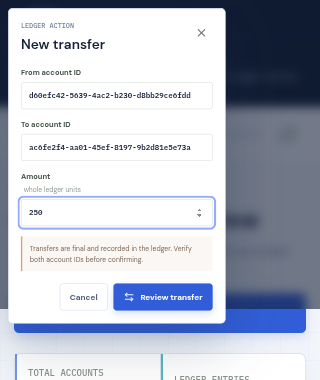 LEDGER ACTION
New transfer
From account ID
d60efc42-5639-4ac2-b230-d8bb29ce6fdd
To account ID
ac6fe2f4-aa01-45ef-8197-9b2d81e5e73a
Amount
whole ledger units
250
Transfers are final and recorded in the ledger. Verify
both account IDs before confirming.
Cancel
Review transfer
TOTAL ACCOUNTS
LEDGER ENTRIES